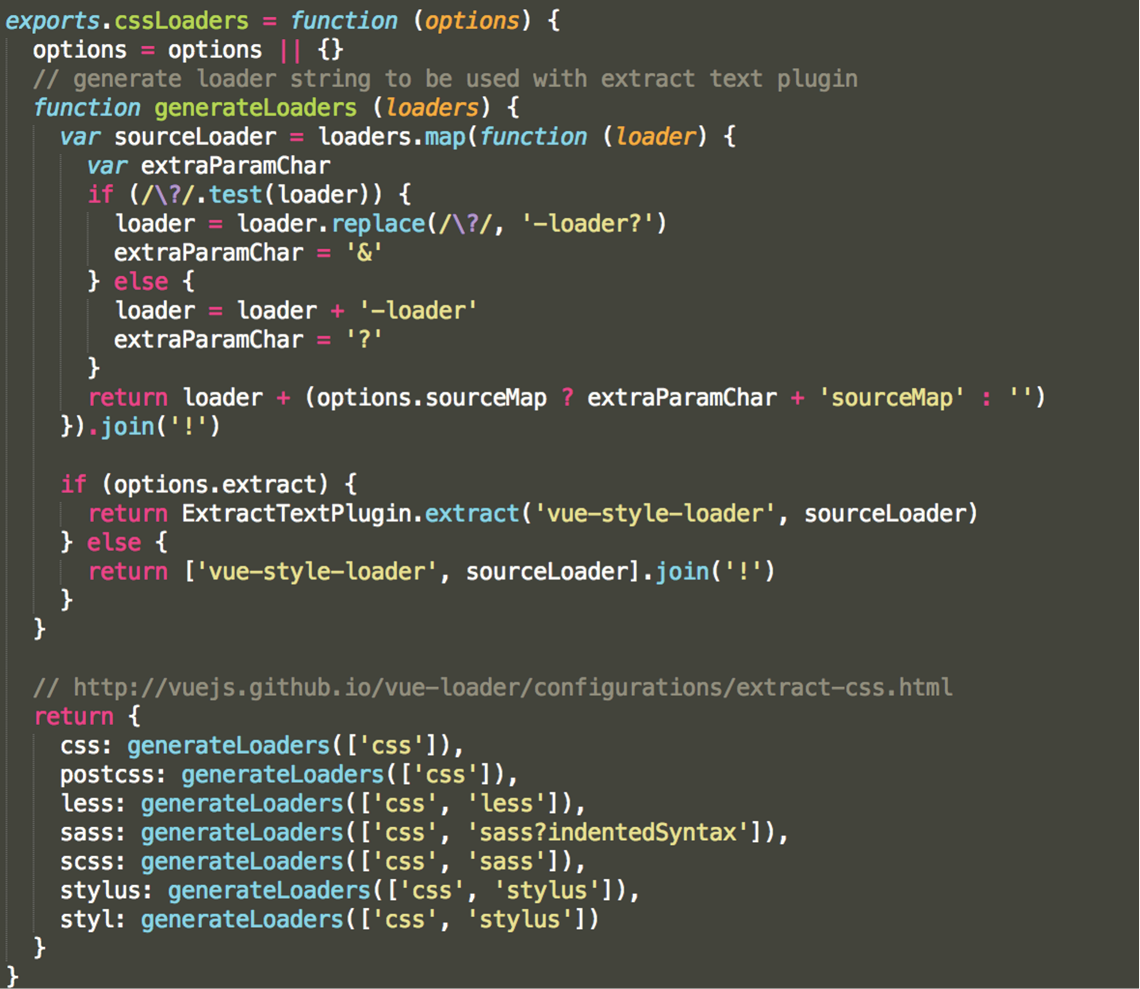 exports.cssLoaders = function (options) {
  options = options || {}
  // generate loader string to be used with extract text plugin
  function generateLoaders (loaders) {
    var sourceLoader = loaders.map(function (loader) {
      var extraParamChar
      if (/\?/.test(loader)) {
        loader = loader.replace(/\?/, '-loader?')
        extraParamChar = '&'
      } else {
        loader = loader + '-loader'
        extraParamChar = '?'
      }
      return loader + (options.sourceMap ? extraParamChar + 'sourceMap' : '')
    }).join('!')

    if (options.extract) {
      return ExtractTextPlugin.extract('vue-style-loader', sourceLoader)
    } else {
      return ['vue-style-loader', sourceLoader].join('!')
    }
  }

  // http://vuejs.github.io/vue-loader/configurations/extract-css.html
  return {
    css: generateLoaders(['css']),
    postcss: generateLoaders(['css']),
    less: generateLoaders(['css', 'less']),
    sass: generateLoaders(['css', 'sass?indentedSyntax']),
    scss: generateLoaders(['css', 'sass']),
    stylus: generateLoaders(['css', 'stylus']),
    styl: generateLoaders(['css', 'stylus'])
  }
}